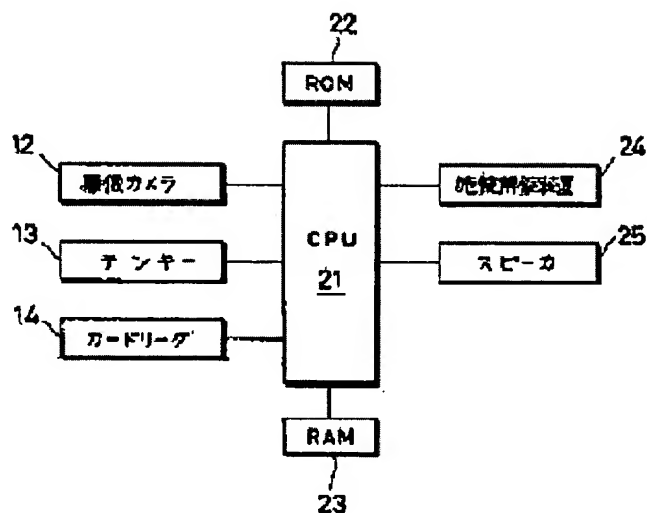 22
ROM
12
撮像カメラ
24
施錠解錠装置
13
テンキー
CPU
21
25
スピーカ
14
カードリーダ
RAM
23